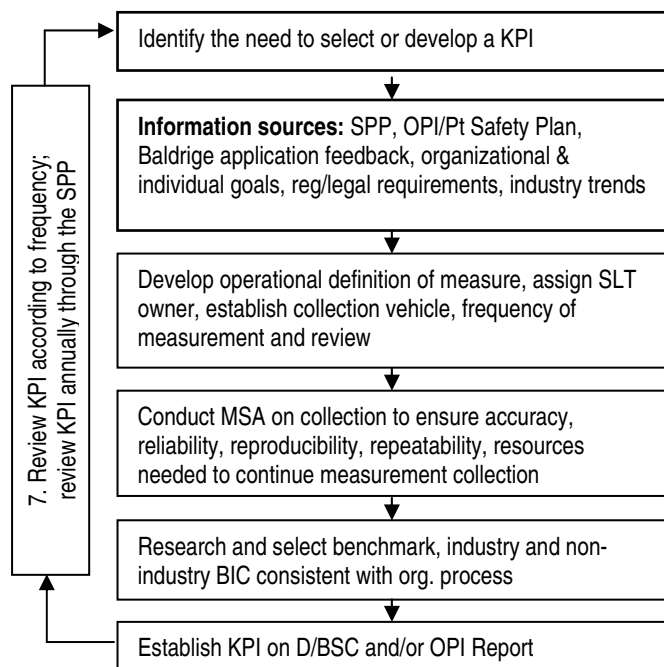 Identify the need to select or develop a KPI
Information sources: SPP, OPI/Pt Safety Plan,
Baldrige application feedback, organizational &
individual goals, reg/legal requirements, industry trends
Develop operational definition of measure, assign SLT
owner, establish collection vehicle, frequency of
measurement and review
Conduct MSA on collection to ensure accuracy,
reliability, reproducibility, repeatability, resources
needed to continue measurement collection
Research and select benchmark, industry and non-
industry BIC consistent with org. process
Establish KPI on D/BSC and/or OPI Report
7. Review KPI according to frequency;
review KPI annually through the SPP